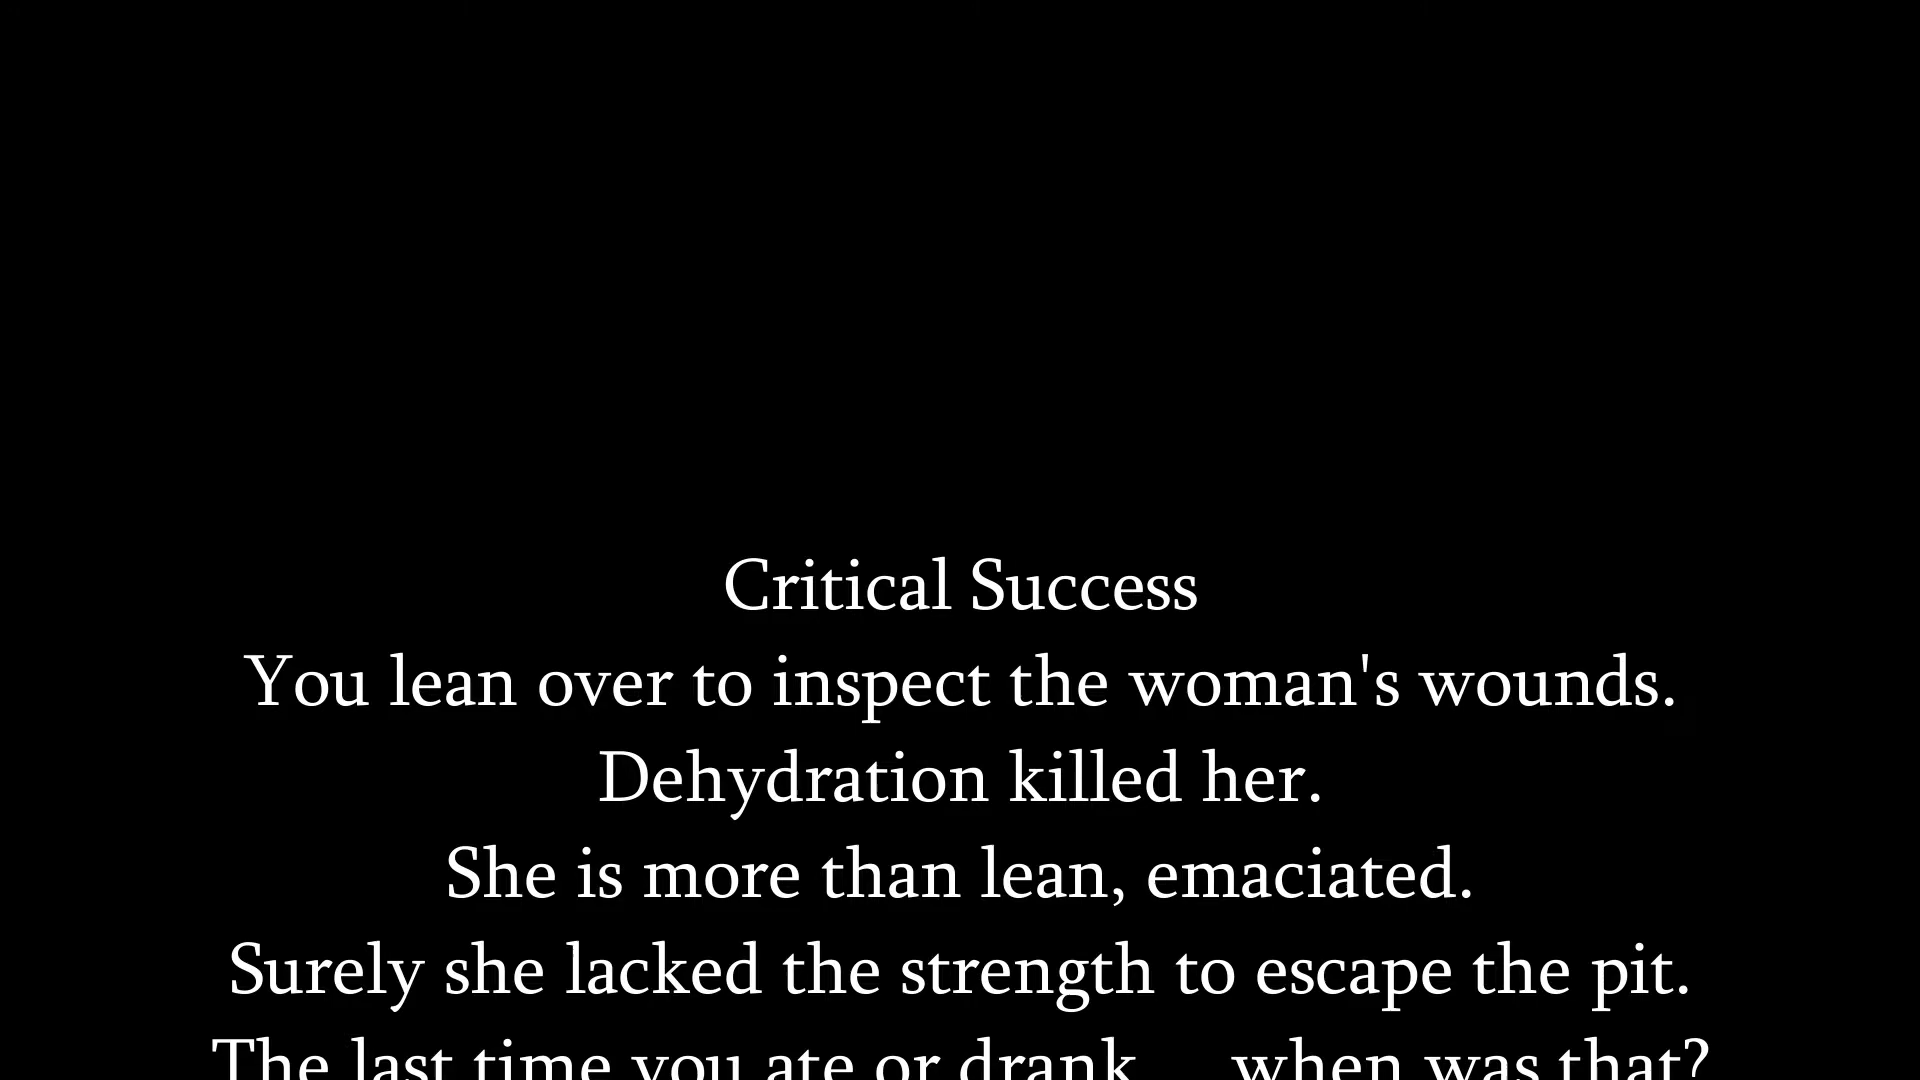 Critical Success
You lean over to inspect the woman's wounds.
Dehydration killed her.
She is more than lean, emaciated.
Surely she lacked the strength to escape the pit.
The last time you ate or drank... when was that?